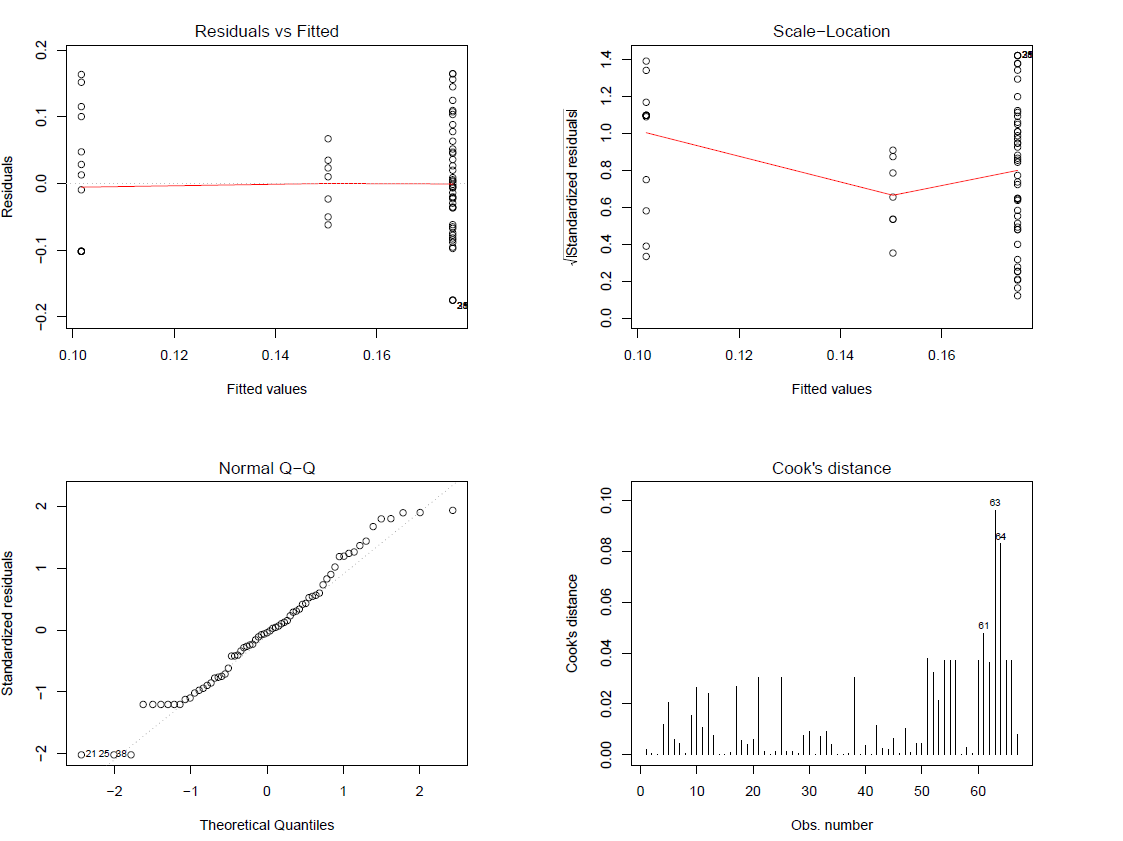 Residuals vs Fitted
Residuals
0.2
0.1
0.0
−0.1
−0.2
0.10 0.12 0.14 0.16
Fitted values
Scale−Location
√|Standardized residuals|
1.4
1.2
1.0
0.8
0.6
0.4
0.2
0.0
0.10 0.12 0.14 0.16
Fitted values
Normal Q−Q
Standardized residuals
2
1
0
−1
−2
21 25 38
−2 −1 0 1 2
Theoretical Quantiles
Cook's distance
Cook's distance
0.10
0.08
0.06
0.04
0.02
0.00
63
64
61
0 10 20 30 40 50 60
Obs. number